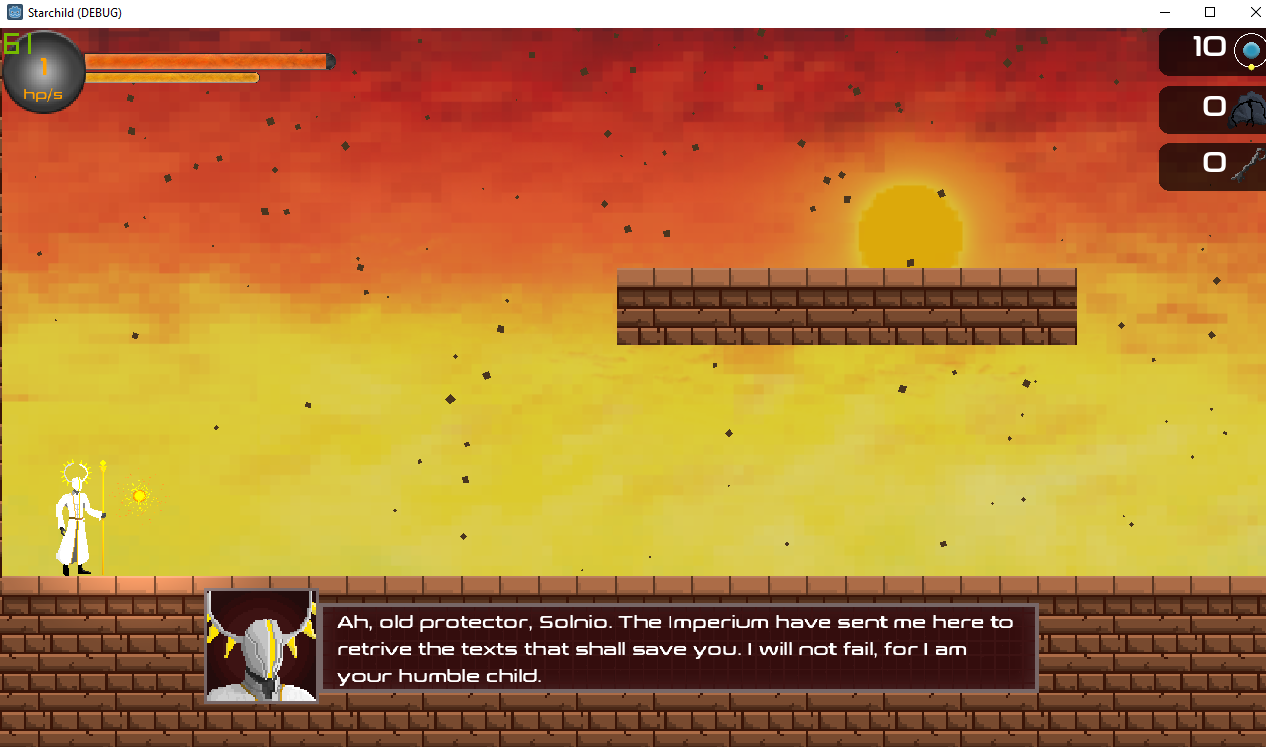 Starchild (DEBUG)
61
1
hp/s
10
0
0
Ah, old protector, Solnio. The Imperium have sent me here to
retrive the texts that shall save you. I will not fail, for I am
your humble child.